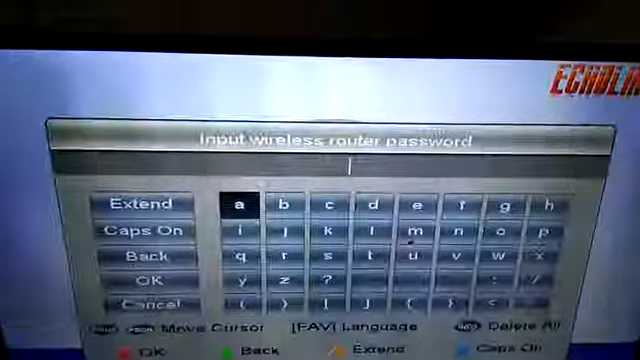 ECHOLIN
Input wireless router password
Extend a b c d e f g h
Caps On i j k l m n o p
Back q r s t u v w x
OK y z ? : /
Cancel ( ) [ ] { } <
Move Cursor [FAV] Language Delete All
OK Back Extend Caps On